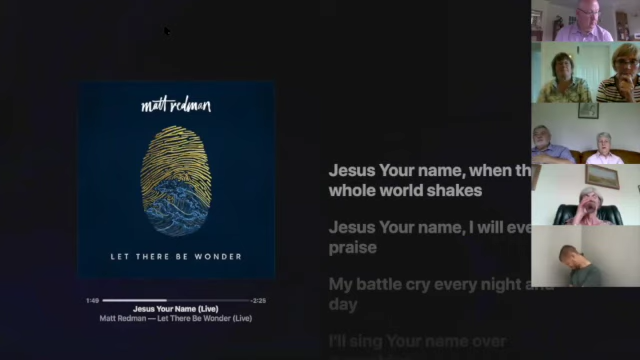 matt redman
LET THERE BE WONDER
1:49
-3:25
Jesus Your Name (Live)
Matt Redman — Let There Be Wonder (Live)
Jesus Your name, when th
whole world shakes
Jesus Your name, I will eve
praise
My battle cry every night and
day
I'll sing Your name over